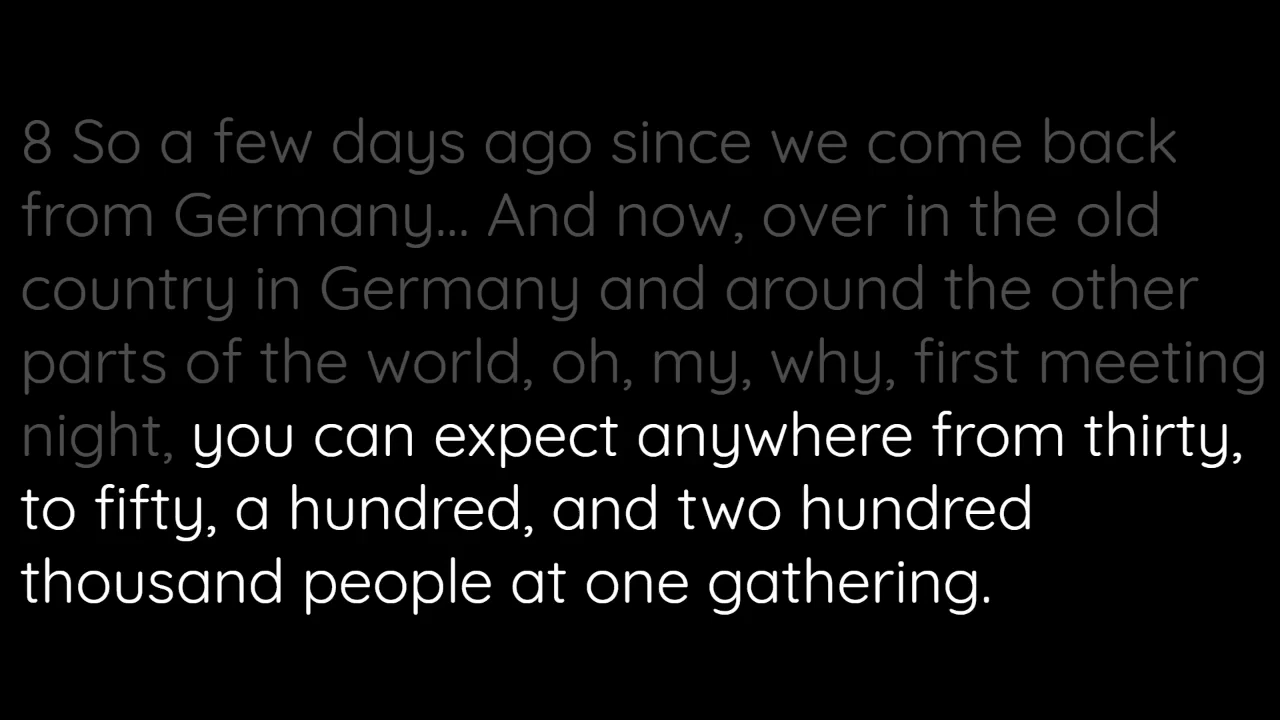 8 So a few days ago since we come back
from Germany... And now, over in the old
country in Germany and around the other
parts of the world, oh, my, why, first meeting
night, you can expect anywhere from thirty,
to fifty, a hundred, and two hundred
thousand people at one gathering.